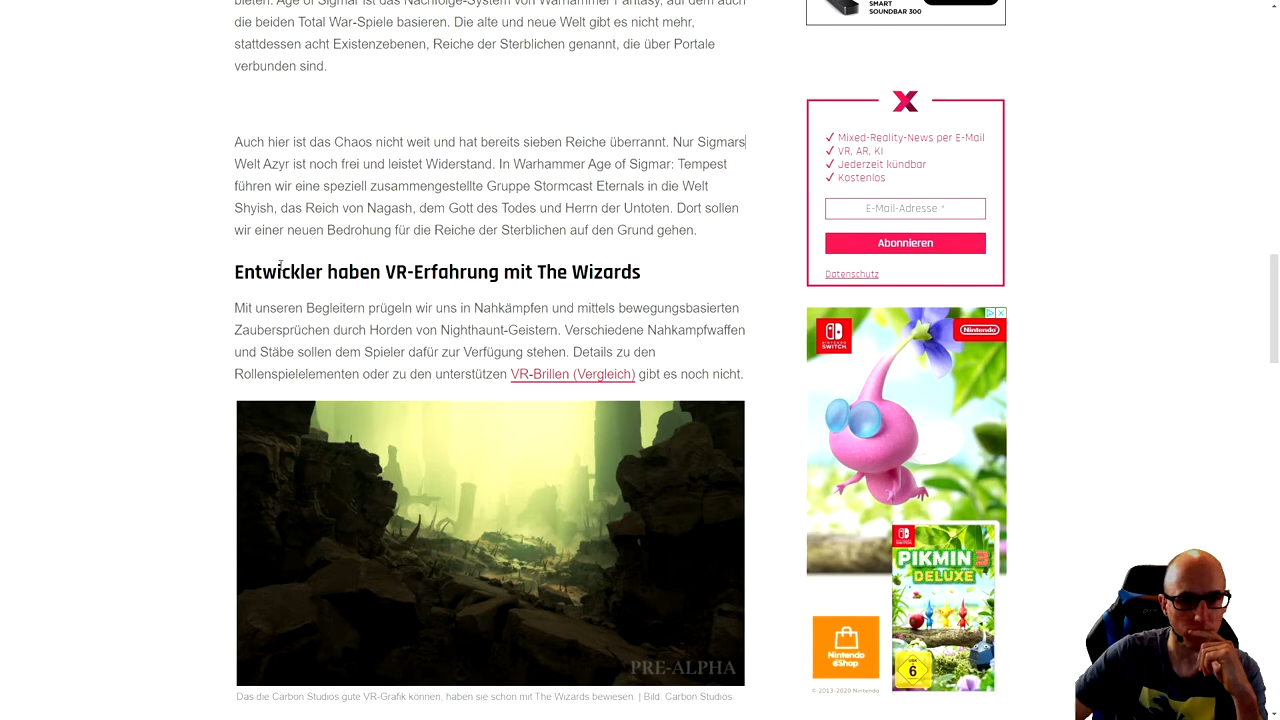 bieten. Age of Sigmar ist das Nachfolge-System von Warhammer Fantasy, auf dem auch
die beiden Total War-Spiele basieren. Die alte und neue Welt gibt es nicht mehr,
stattdessen acht Existenzebenen, Reiche der Sterblichen genannt, die über Portale
verbunden sind.
Auch hier ist das Chaos nicht weit und hat bereits sieben Reiche überrannt. Nur Sigmars
Welt Azyr ist noch frei und leistet Widerstand. In Warhammer Age of Sigmar: Tempest
führen wir eine speziell zusammengestellte Gruppe Stormcast Eternals in die Welt
Shyish, das Reich von Nagash, dem Gott des Todes und Herrn der Untoten. Dort sollen
wir einer neuen Bedrohung für die Reiche der Sterblichen auf den Grund gehen.
Entwickler haben VR-Erfahrung mit The Wizards
Mit unseren Begleitern prügeln wir uns in Nahkämpfen und mittels bewegungsbasierten
Zaubersprüchen durch Horden von Nighthaunt-Geistern. Verschiedene Nahkampfwaffen
und Stäbe sollen dem Spieler dafür zur Verfügung stehen. Details zu den
Rollenspielelementen oder zu den unterstützen VR-Brillen (Vergleich) gibt es noch nicht.
PRE-ALPHA
Das die Carbon Studios gute VR-Grafik können, haben sie schon mit The Wizards bewiesen. | Bild: Carbon Studios
SMART
SOUNDBAR 300
X
✓ Mixed-Reality-News per E-Mail
✓ VR, AR, KI
✓ Jederzeit kündbar
✓ Kostenlos
E-Mail-Adresse *
Abonnieren
Datenschutz
NINTENDO
SWITCH
Nintendo
PIKMIN 3
DELUXE
Nintendo
eShop
6
© 2013-2020 Nintendo